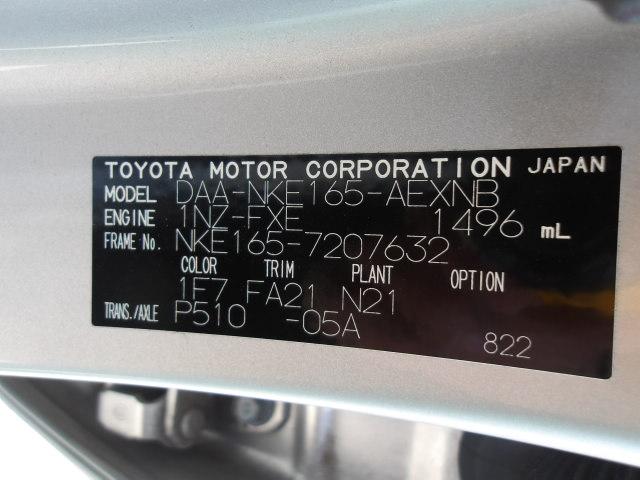 TOYOTA MOTOR CORPORATION JAPAN
MODEL DAA-NKE165-AEXNB
ENGINE 1NZ-FXE 1496 mL
FRAME No. NKE165-7207632
COLOR TRIM PLANT OPTION
1F7 FA21 N21
TRANS./AXLE P510 -05A
822